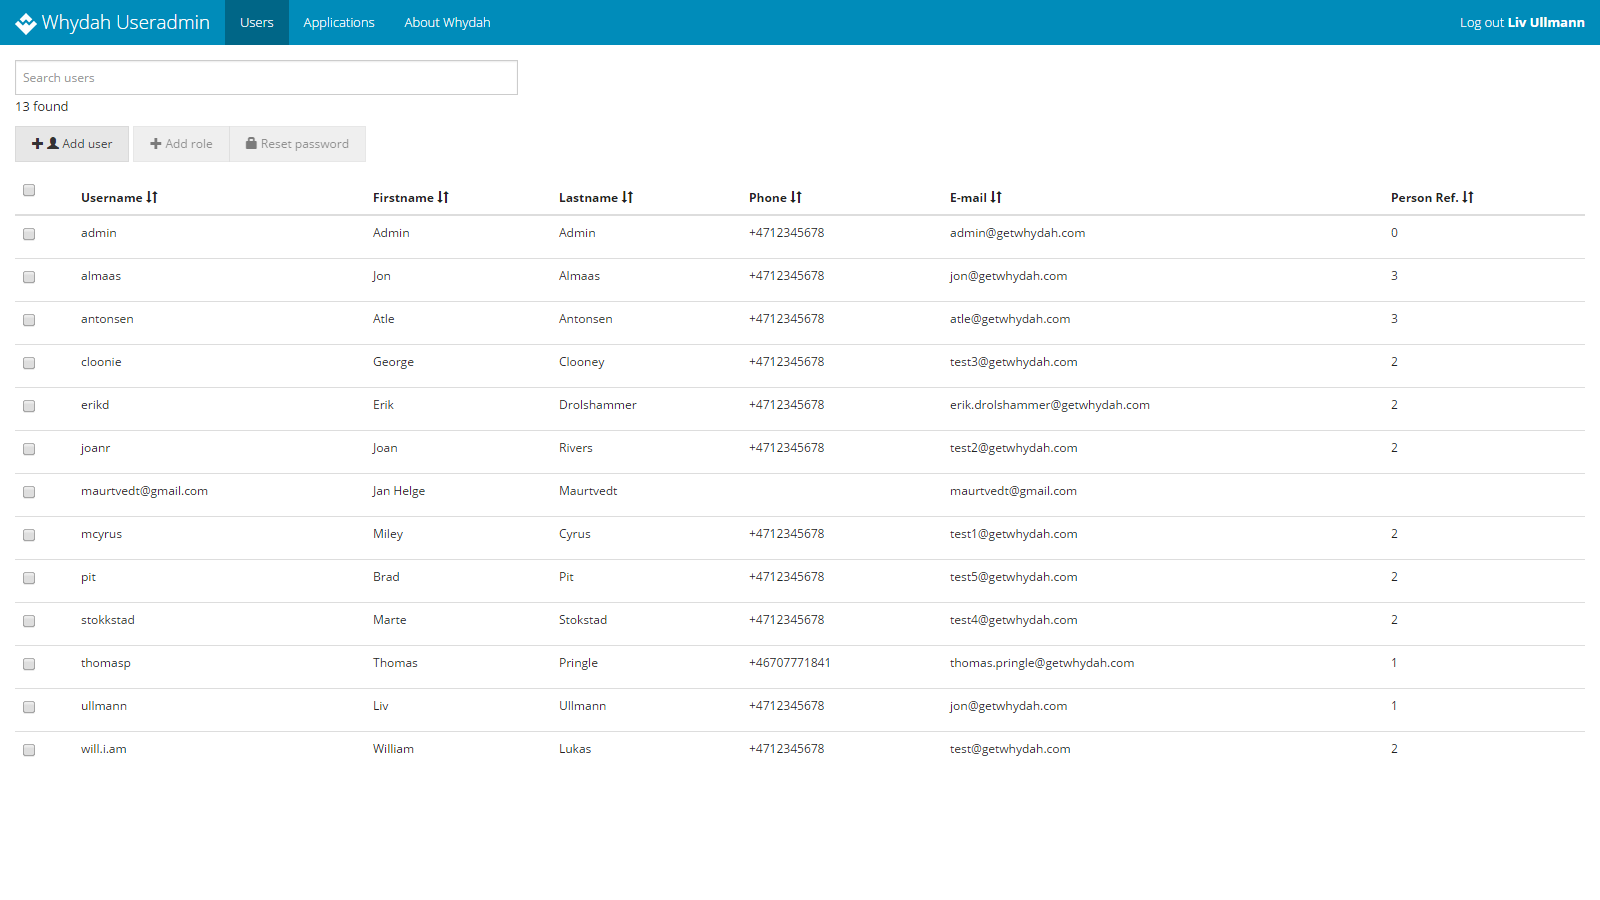 Whydah Useradmin Users Applications About Whydah Log out Liv Ullmann
Search users
13 found
Add user Add role Reset password
Username Firstname Lastname Phone E-mail Person Ref.
admin Admin Admin +4712345678 admin@getwhydah.com 0
almaas Jon Almaas +4712345678 jon@getwhydah.com 3
antonsen Atle Antonsen +4712345678 atle@getwhydah.com 3
cloonie George Clooney +4712345678 test3@getwhydah.com 2
erikd Erik Drolshammer +4712345678 erik.drolshammer@getwhydah.com 2
joanr Joan Rivers +4712345678 test2@getwhydah.com 2
maurtvedt@gmail.com Jan Helge Maurtvedt maurtvedt@gmail.com
mcyrus Miley Cyrus +4712345678 test1@getwhydah.com 2
pit Brad Pit +4712345678 test5@getwhydah.com 2
stokkstad Marte Stokstad +4712345678 test4@getwhydah.com 2
thomasp Thomas Pringle +46707771841 thomas.pringle@getwhydah.com 1
ullmann Liv Ullmann +4712345678 jon@getwhydah.com 1
will.i.am William Lukas +4712345678 test@getwhydah.com 2